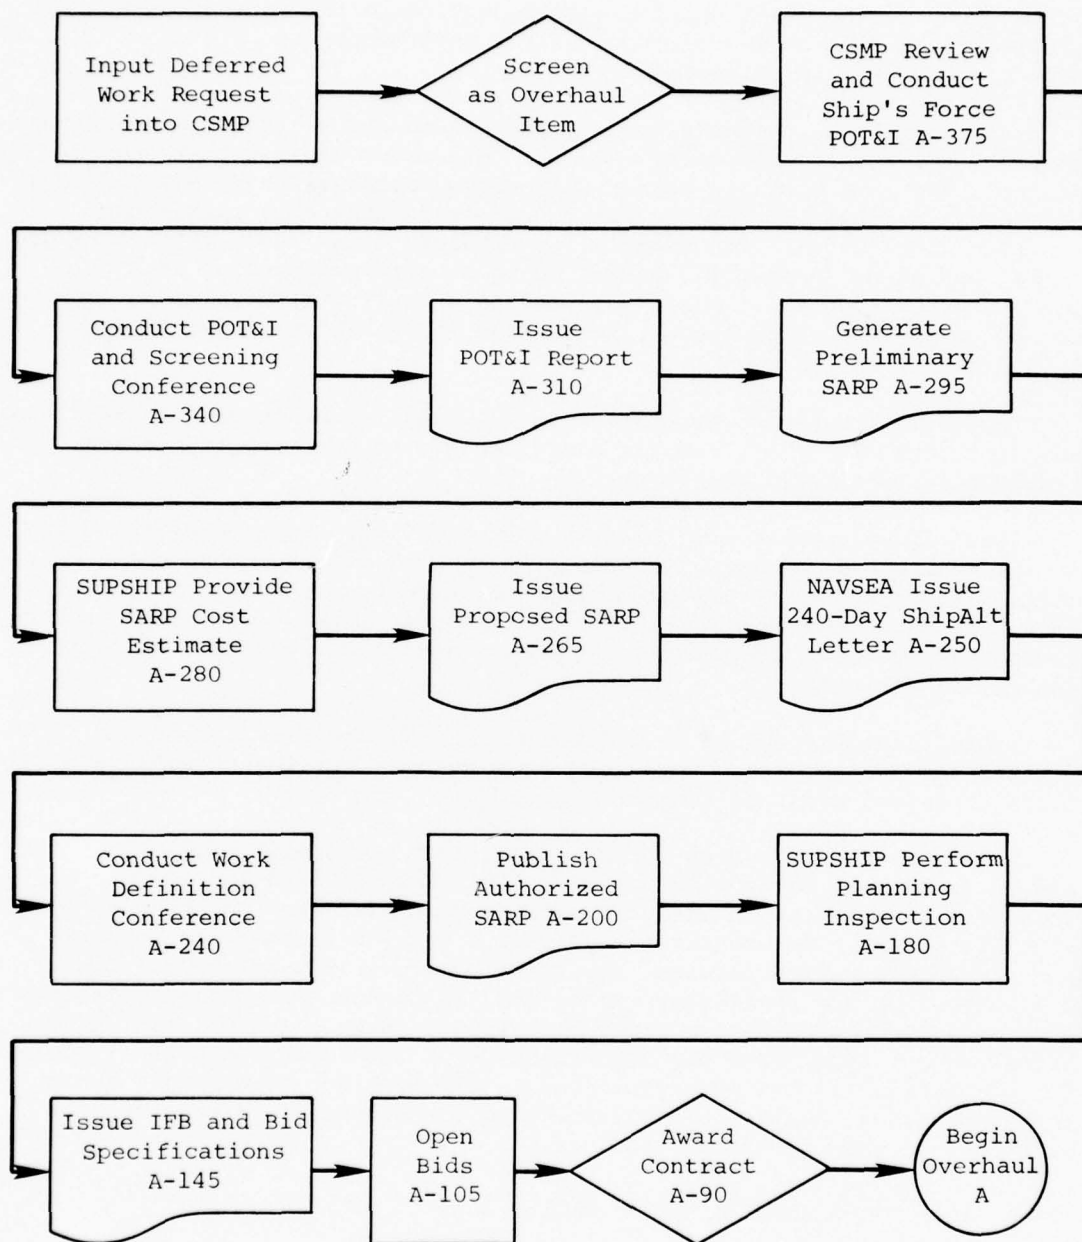 Input Deferred
Work Request
into CSMP
Screen
as Overhaul
Item
CSMP Review
and Conduct
Ship's Force
POT&I A-375
Conduct POT&I
and Screening
Conference
A-340
Issue
POT&I Report
A-310
Generate
Preliminary
SARP A-295
SUPSHIP Provide
SARP Cost
Estimate
A-280
Issue
Proposed SARP
A-265
NAVSEA Issue
240-Day ShipAlt
Letter A-250
Conduct Work
Definition
Conference
A-240
Publish
Authorized
SARP A-200
SUPSHIP Perform
Planning
Inspection
A-180
Issue IFB and Bid
Specifications
A-145
Open
Bids
A-105
Award
Contract
A-90
Begin
Overhaul
A